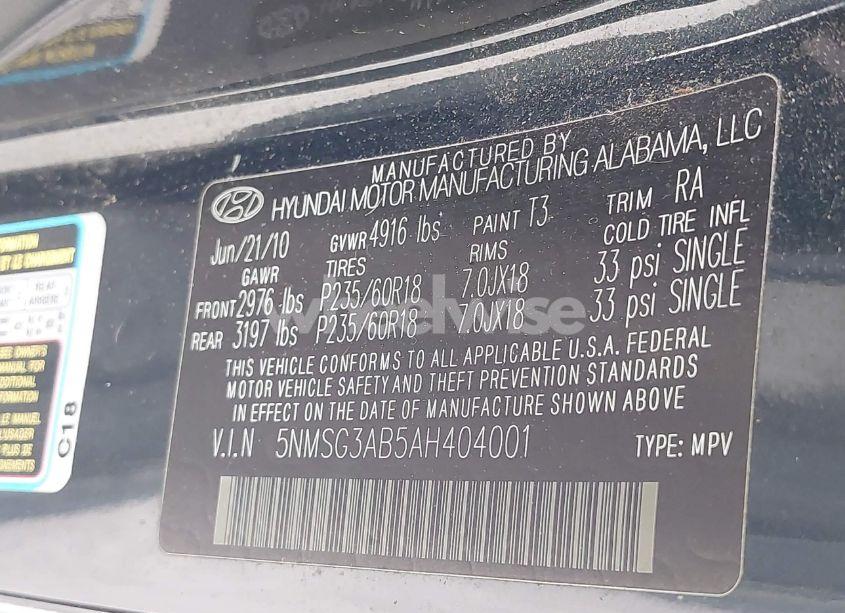 MANUFACTURED BY
HYUNDAI MOTOR MANUFACTURING ALABAMA, LLC
Jun/21/10 GVWR 4916 lbs PAINT T3 TRIM RA
GAWR TIRES RIMS COLD TIRE INFL
FRONT 2976 lbs P235/60R18 7.0JX18 33 psi SINGLE
REAR 3197 lbs P235/60R18 7.0JX18 33 psi SINGLE
THIS VEHICLE CONFORMS TO ALL APPLICABLE U.S.A. FEDERAL
MOTOR VEHICLE SAFETY AND THEFT PREVENTION STANDARDS
IN EFFECT ON THE DATE OF MANUFACTURE SHOWN ABOVE
V.I.N 5NMSG3AB5AH404001 TYPE: MPV
C18